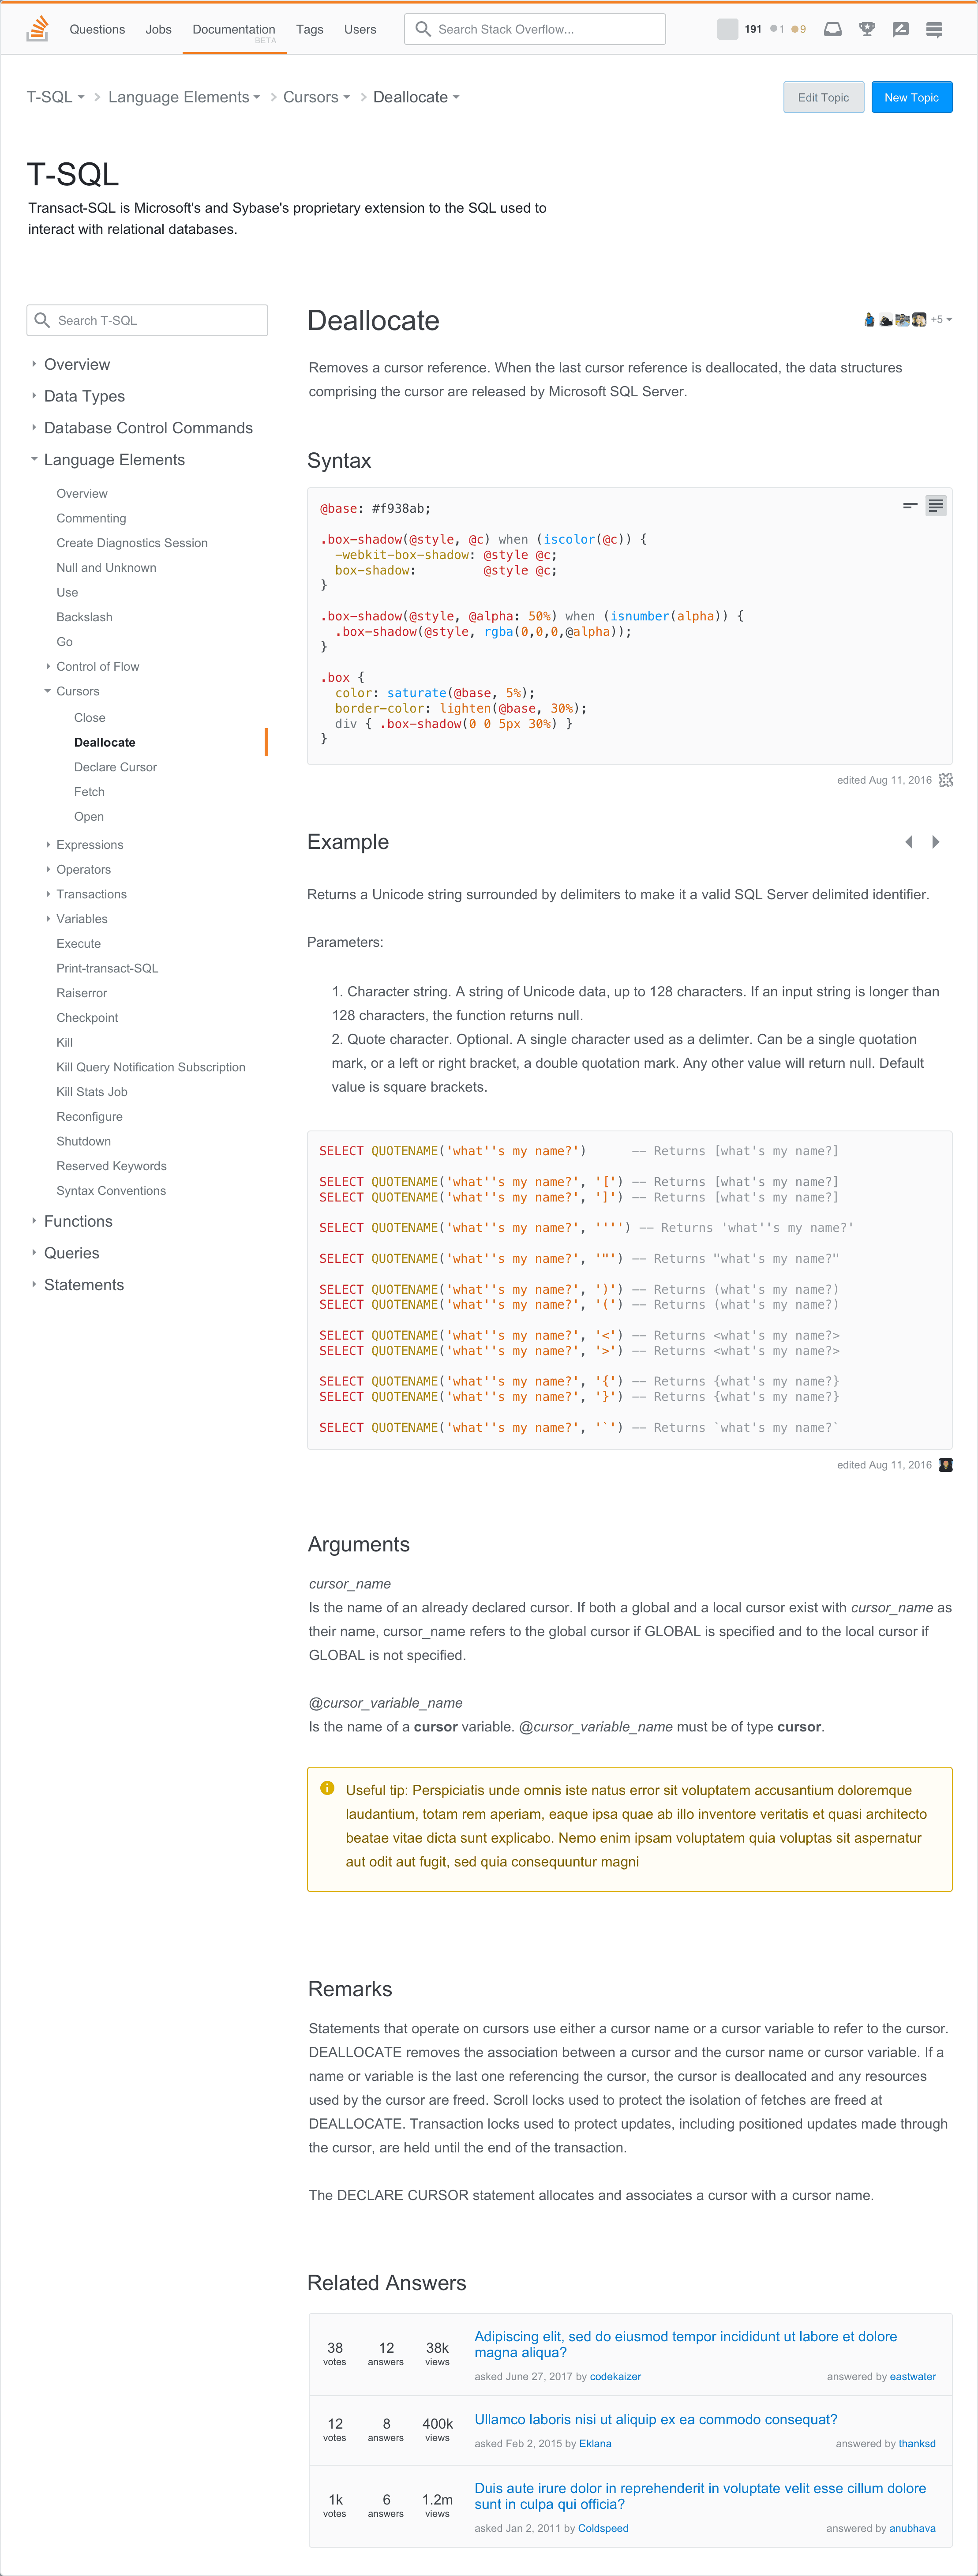 Questions
Jobs
Documentation
BETA
Tags
Users
Search Stack Overflow...
191 1 9
T-SQL
Language Elements
Cursors
Deallocate
Edit Topic
New Topic
T-SQL
Transact-SQL is Microsoft's and Sybase's proprietary extension to the SQL used to
interact with relational databases.
Search T-SQL
Overview
Data Types
Database Control Commands
Language Elements
Overview
Commenting
Create Diagnostics Session
Null and Unknown
Use
Backslash
Go
Control of Flow
Cursors
Close
Deallocate
Declare Cursor
Fetch
Open
Expressions
Operators
Transactions
Variables
Execute
Print-transact-SQL
Raiserror
Checkpoint
Kill
Kill Query Notification Subscription
Kill Stats Job
Reconfigure
Shutdown
Reserved Keywords
Syntax Conventions
Functions
Queries
Statements
Deallocate
+5
Removes a cursor reference. When the last cursor reference is deallocated, the data structures
comprising the cursor are released by Microsoft SQL Server.
Syntax
@base: #f938ab;
.box-shadow(@style, @c) when (iscolor(@c)) {
-webkit-box-shadow: @style @c;
box-shadow: @style @c;
}
.box-shadow(@style, @alpha: 50%) when (isnumber(alpha)) {
.box-shadow(@style, rgba(0,0,0,@alpha));
}
.box {
color: saturate(@base, 5%);
border-color: lighten(@base, 30%);
div { .box-shadow(0 0 5px 30%) }
}
edited Aug 11, 2016
Example
Returns a Unicode string surrounded by delimiters to make it a valid SQL Server delimited identifier.
Parameters:
1. Character string. A string of Unicode data, up to 128 characters. If an input string is longer than
128 characters, the function returns null.
2. Quote character. Optional. A single character used as a delimter. Can be a single quotation
mark, or a left or right bracket, a double quotation mark. Any other value will return null. Default
value is square brackets.
SELECT QUOTENAME('what''s my name?') -- Returns [what's my name?]
SELECT QUOTENAME('what''s my name?', '[') -- Returns [what's my name?]
SELECT QUOTENAME('what''s my name?', ']') -- Returns [what's my name?]
SELECT QUOTENAME('what''s my name?', '''') -- Returns 'what''s my name?'
SELECT QUOTENAME('what''s my name?', '"') -- Returns "what's my name?"
SELECT QUOTENAME('what''s my name?', ')') -- Returns (what's my name?)
SELECT QUOTENAME('what''s my name?', '(') -- Returns (what's my name?)
SELECT QUOTENAME('what''s my name?', '<') -- Returns <what's my name?>
SELECT QUOTENAME('what''s my name?', '>') -- Returns <what's my name?>
SELECT QUOTENAME('what''s my name?', '{') -- Returns {what's my name?}
SELECT QUOTENAME('what''s my name?', '}') -- Returns {what's my name?}
SELECT QUOTENAME('what''s my name?', '`') -- Returns `what's my name?`
edited Aug 11, 2016
Arguments
cursor_name
Is the name of an already declared cursor. If both a global and a local cursor exist with cursor_name as
their name, cursor_name refers to the global cursor if GLOBAL is specified and to the local cursor if
GLOBAL is not specified.
@cursor_variable_name
Is the name of a cursor variable. @cursor_variable_name must be of type cursor.
Useful tip: Perspiciatis unde omnis iste natus error sit voluptatem accusantium doloremque
laudantium, totam rem aperiam, eaque ipsa quae ab illo inventore veritatis et quasi architecto
beatae vitae dicta sunt explicabo. Nemo enim ipsam voluptatem quia voluptas sit aspernatur
aut odit aut fugit, sed quia consequuntur magni
Remarks
Statements that operate on cursors use either a cursor name or a cursor variable to refer to the cursor.
DEALLOCATE removes the association between a cursor and the cursor name or cursor variable. If a
name or variable is the last one referencing the cursor, the cursor is deallocated and any resources
used by the cursor are freed. Scroll locks used to protect the isolation of fetches are freed at
DEALLOCATE. Transaction locks used to protect updates, including positioned updates made through
the cursor, are held until the end of the transaction.
The DECLARE CURSOR statement allocates and associates a cursor with a cursor name.
Related Answers
38 votes
12 answers
38k views
Adipiscing elit, sed do eiusmod tempor incididunt ut labore et dolore
magna aliqua?
asked June 27, 2017 by codekaizer
answered by eastwater
12 votes
8 answers
400k views
Ullamco laboris nisi ut aliquip ex ea commodo consequat?
asked Feb 2, 2015 by Eklana
answered by thanksd
1k votes
6 answers
1.2m views
Duis aute irure dolor in reprehenderit in voluptate velit esse cillum dolore
sunt in culpa qui officia?
asked Jan 2, 2011 by Coldspeed
answered by anubhava